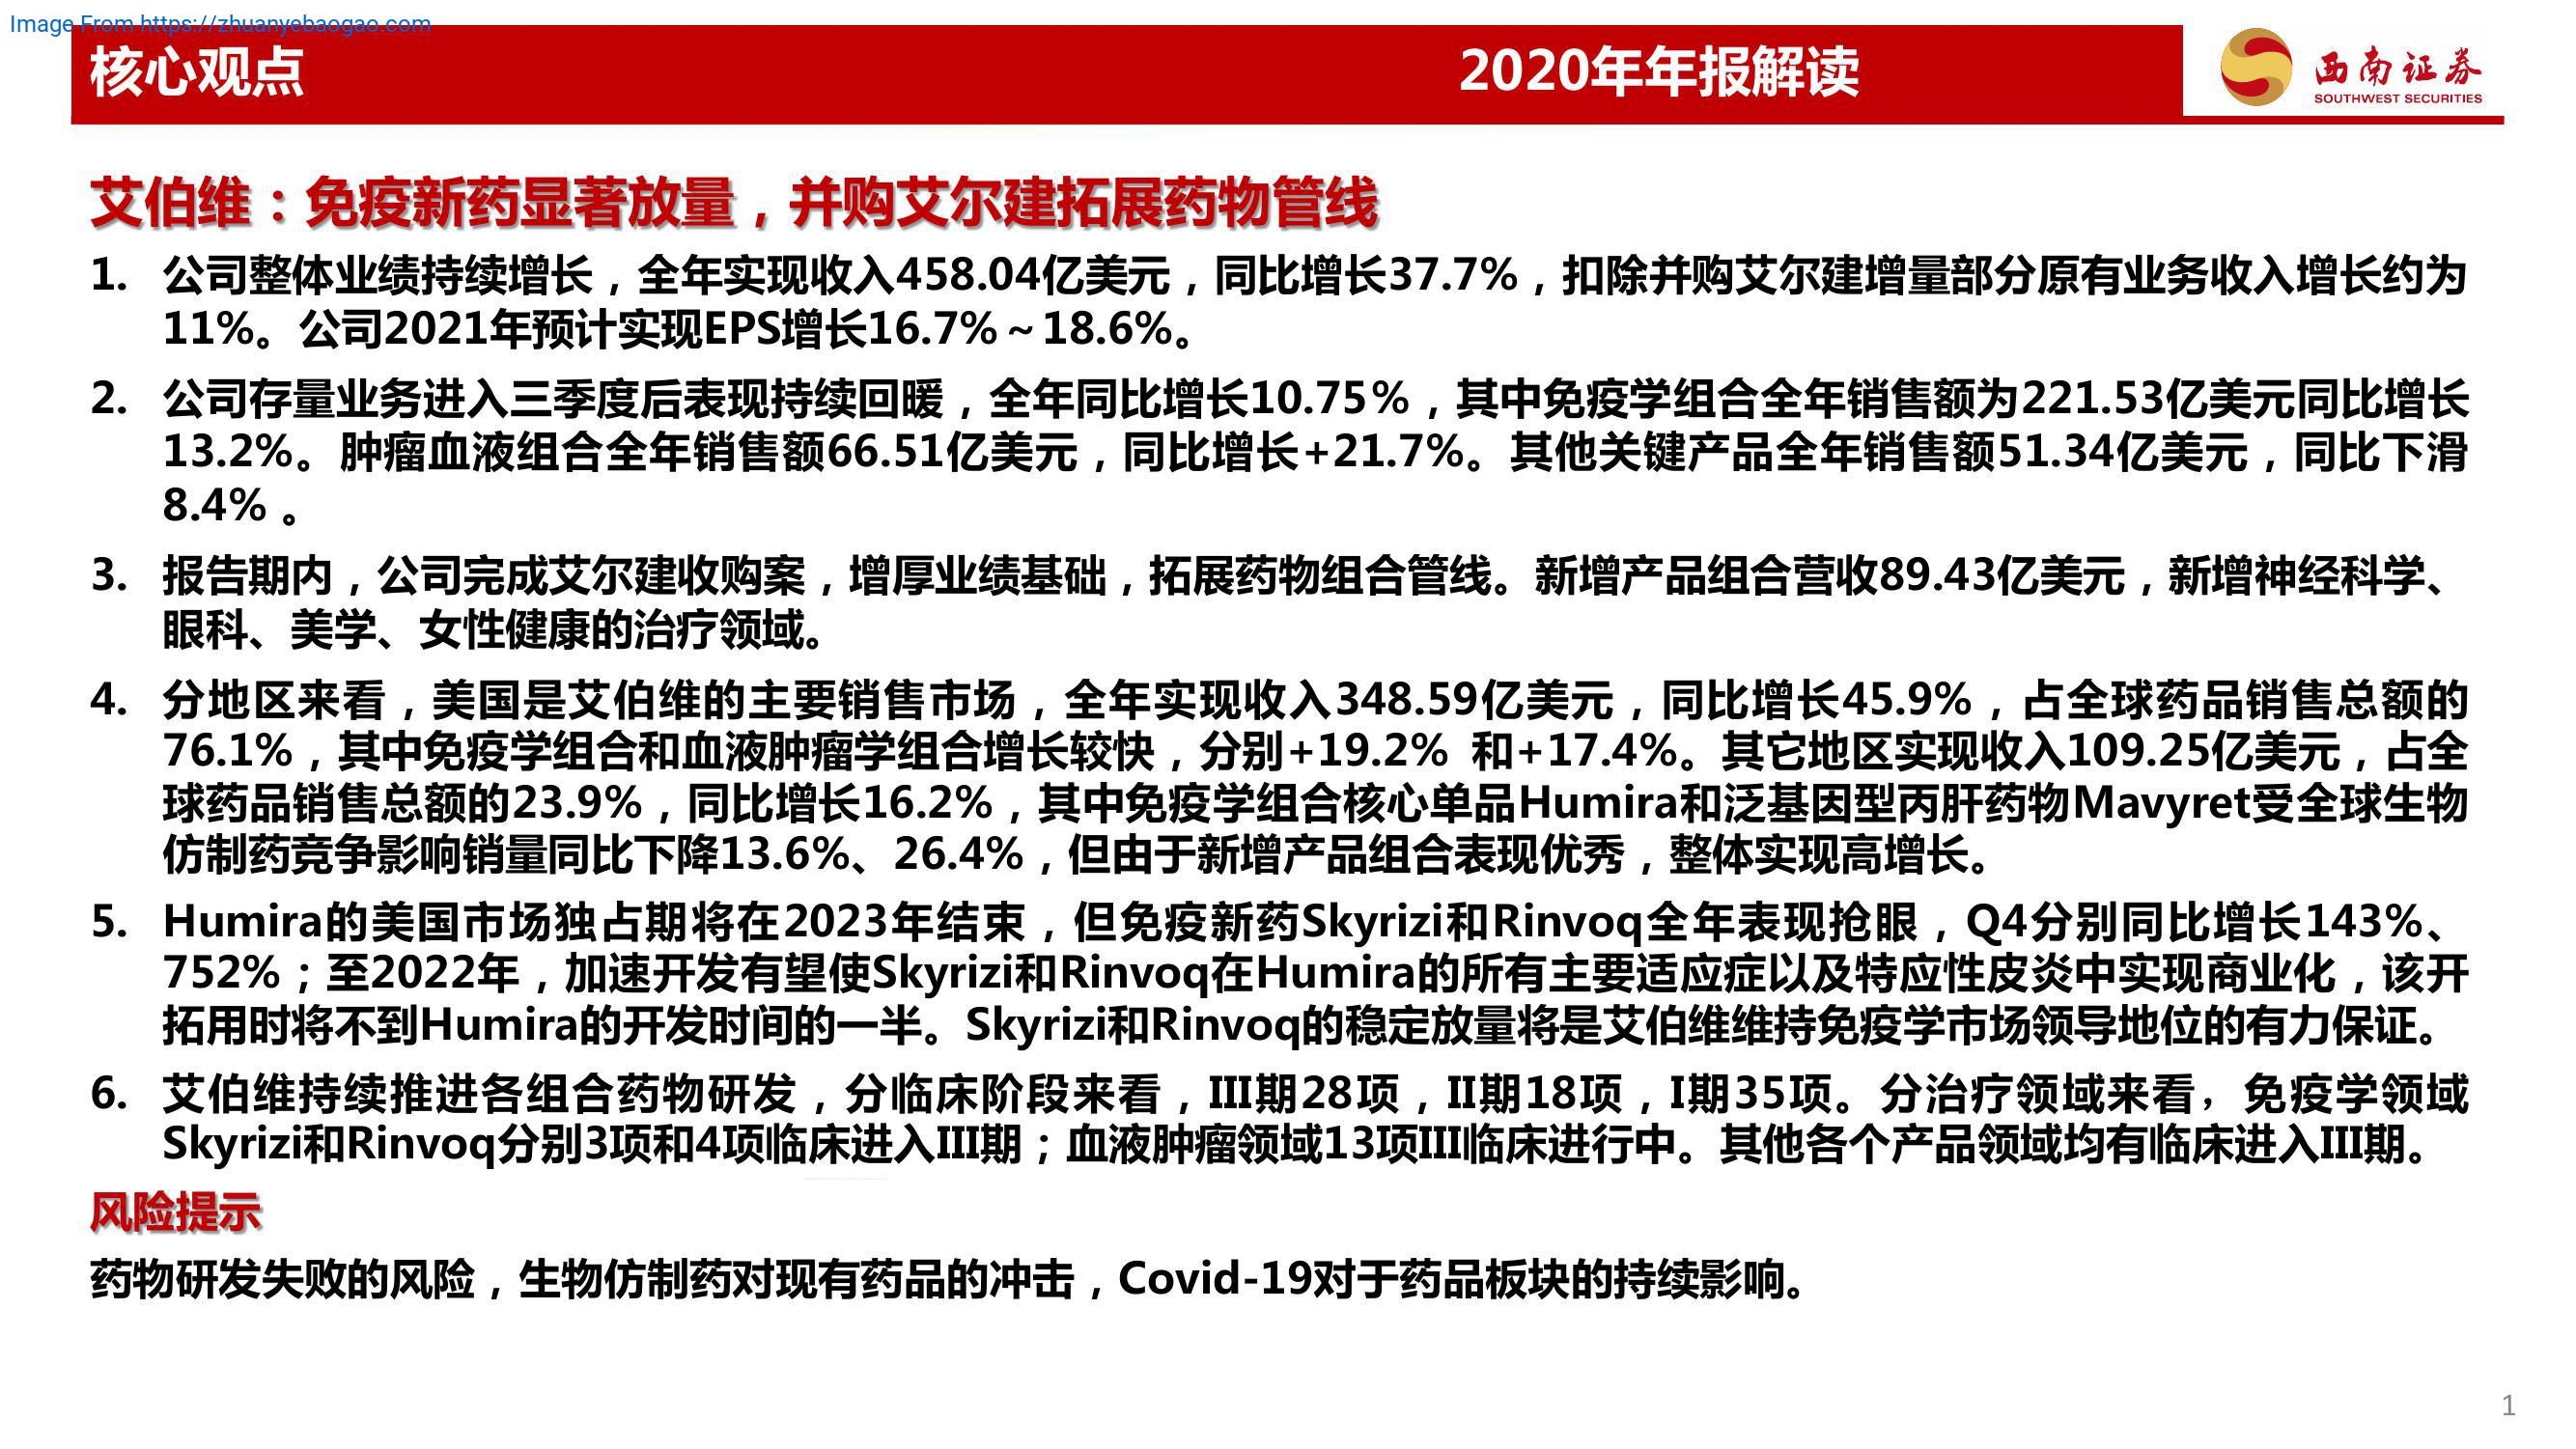 Image From https://zhuanyebaogao.com
核心观点
2020年年报解读
西南证券
SOUTHWEST SECURITIES
艾伯维：免疫新药显著放量，并购艾尔建拓展药物管线
1. 公司整体业绩持续增长，全年实现收入458.04亿美元，同比增长37.7%，扣除并购艾尔建增量部分原有业务收入增长约为
11%。公司2021年预计实现EPS增长16.7%～18.6%。
2. 公司存量业务进入三季度后表现持续回暖，全年同比增长10.75%，其中免疫学组合全年销售额为221.53亿美元同比增长
13.2%。肿瘤血液组合全年销售额66.51亿美元，同比增长+21.7%。其他关键产品全年销售额51.34亿美元，同比下滑
8.4% 。
3. 报告期内，公司完成艾尔建收购案，增厚业绩基础，拓展药物组合管线。新增产品组合营收89.43亿美元，新增神经科学、
眼科、美学、女性健康的治疗领域。
4. 分地区来看，美国是艾伯维的主要销售市场，全年实现收入348.59亿美元，同比增长45.9%，占全球药品销售总额的
76.1%，其中免疫学组合和血液肿瘤学组合增长较快，分别+19.2% 和+17.4%。其它地区实现收入109.25亿美元，占全
球药品销售总额的23.9%，同比增长16.2%，其中免疫学组合核心单品Humira和泛基因型丙肝药物Mavyret受全球生物
仿制药竞争影响销量同比下降13.6%、26.4%，但由于新增产品组合表现优秀，整体实现高增长。
5. Humira的美国市场独占期将在2023年结束，但免疫新药Skyrizi和Rinvoq全年表现抢眼，Q4分别同比增长143%、
752%；至2022年，加速开发有望使Skyrizi和Rinvoq在Humira的所有主要适应症以及特应性皮炎中实现商业化，该开
拓用时将不到Humira的开发时间的一半。Skyrizi和Rinvoq的稳定放量将是艾伯维维持免疫学市场领导地位的有力保证。
6. 艾伯维持续推进各组合药物研发，分临床阶段来看，III期28项，II期18项，I期35项。分治疗领域来看，免疫学领域
Skyrizi和Rinvoq分别3项和4项临床进入III期；血液肿瘤领域13项III临床进行中。其他各个产品领域均有临床进入III期。
风险提示
药物研发失败的风险，生物仿制药对现有药品的冲击，Covid-19对于药品板块的持续影响。
1